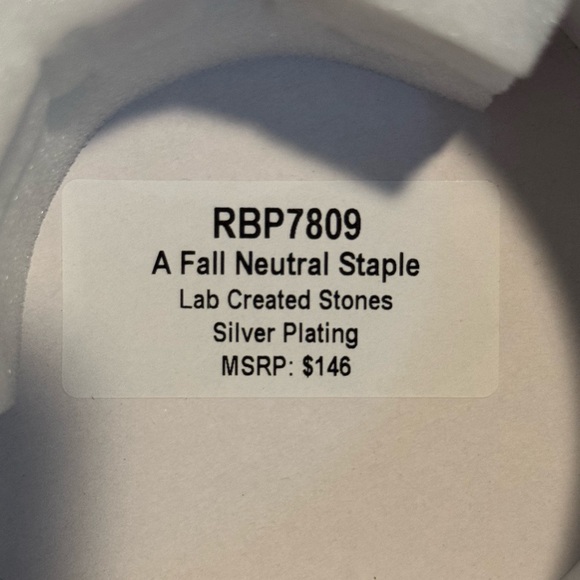 RBP7809
A Fall Neutral Staple
Lab Created Stones
Silver Plating
MSRP: $146